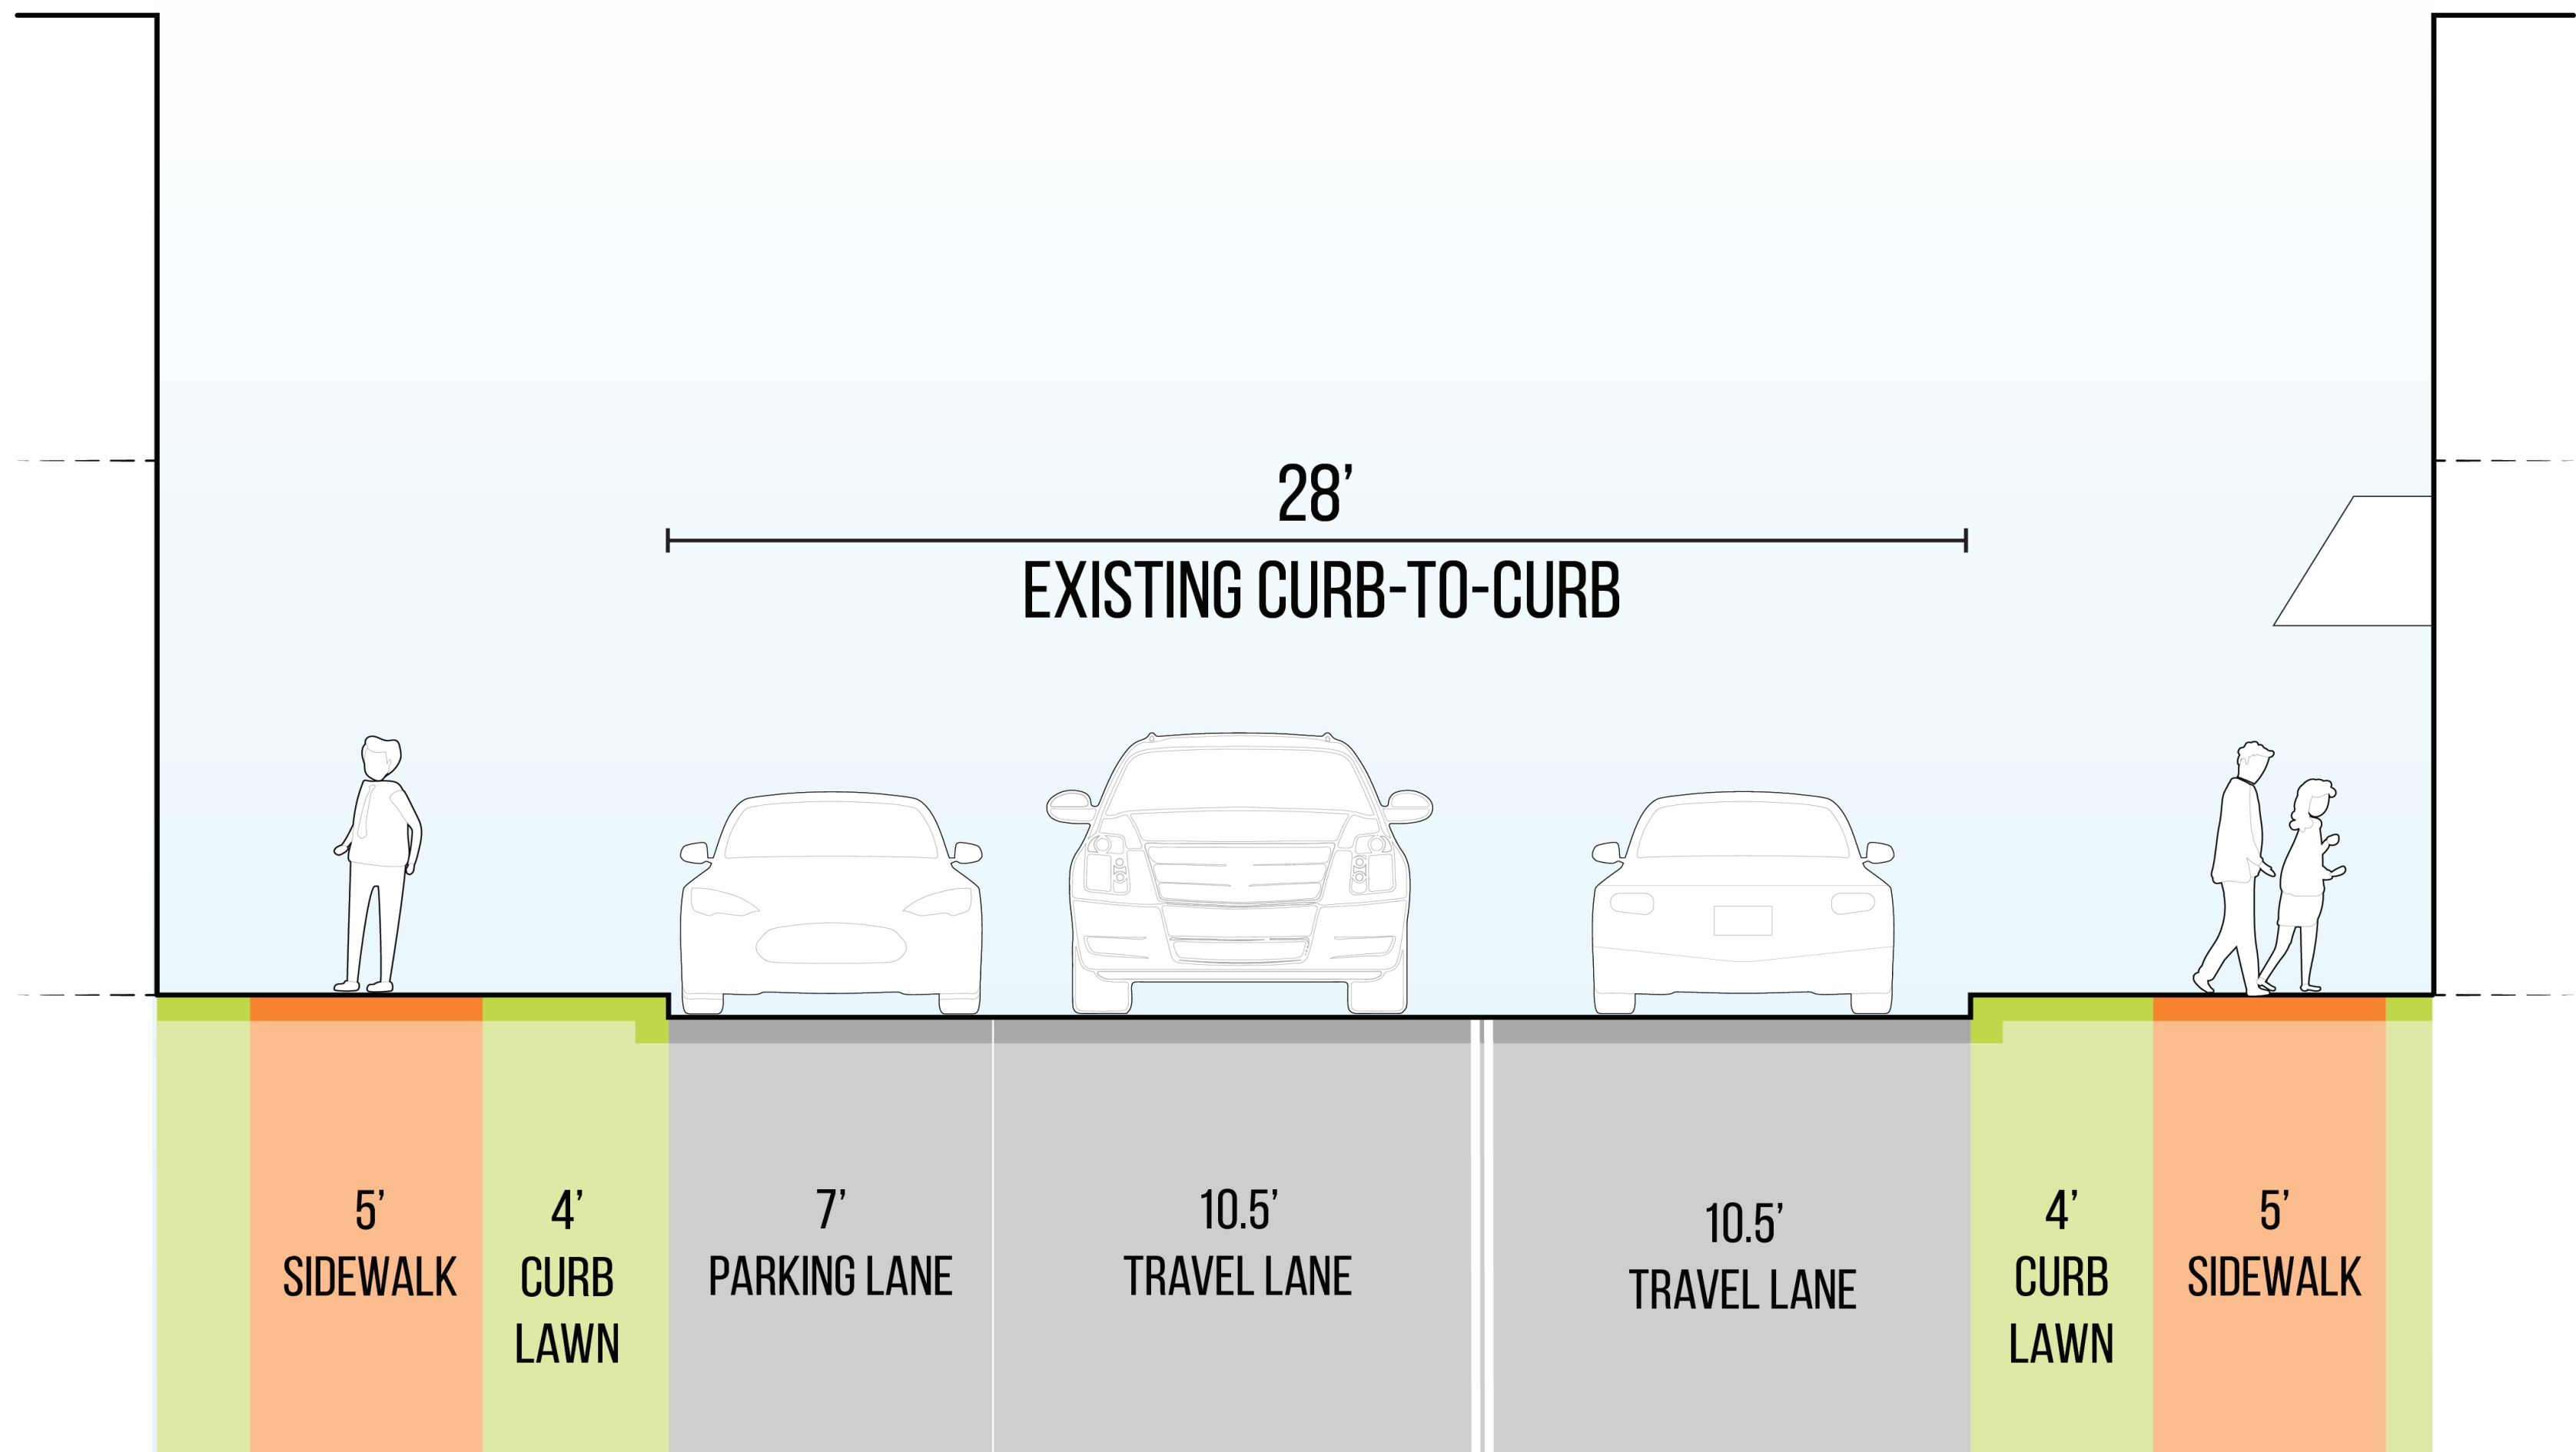 28’
EXISTING CURB-TO-CURB
5’
SIDEWALK
4’
CURB
LAWN
7’
PARKING LANE
10.5’
TRAVEL LANE
10.5’
TRAVEL LANE
4’
CURB
LAWN
5’
SIDEWALK